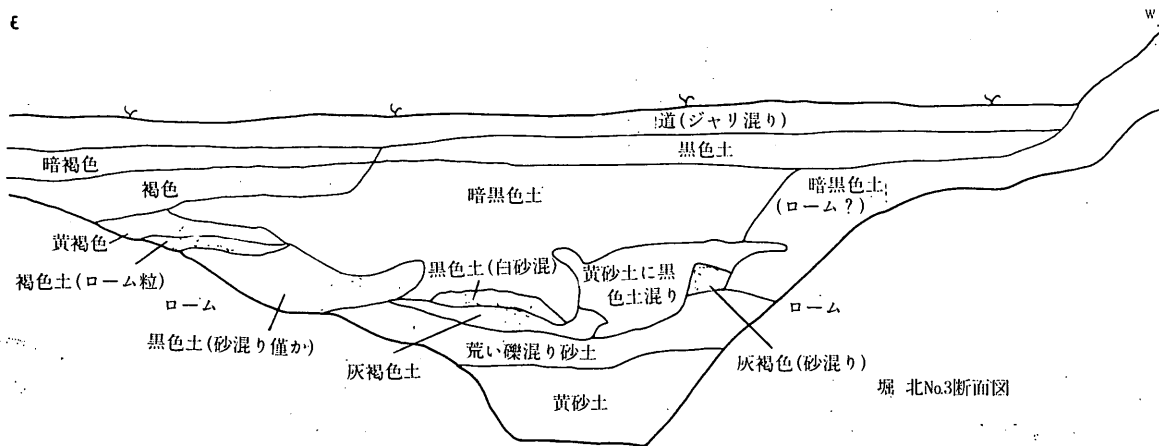 E
W
道(ジャリ混り)
黒色土
暗褐色
褐色
暗黒色土
暗黒色土
(ローム?)
黄褐色
褐色土(ローム粒)
ローム
黒色土(砂混り僅か)
黒色土(白砂混)
黄砂土に黒
色土混り
灰褐色土
荒い礫混り砂土
黄砂土
ローム
灰褐色(砂混り)
堀 北No.3断面図